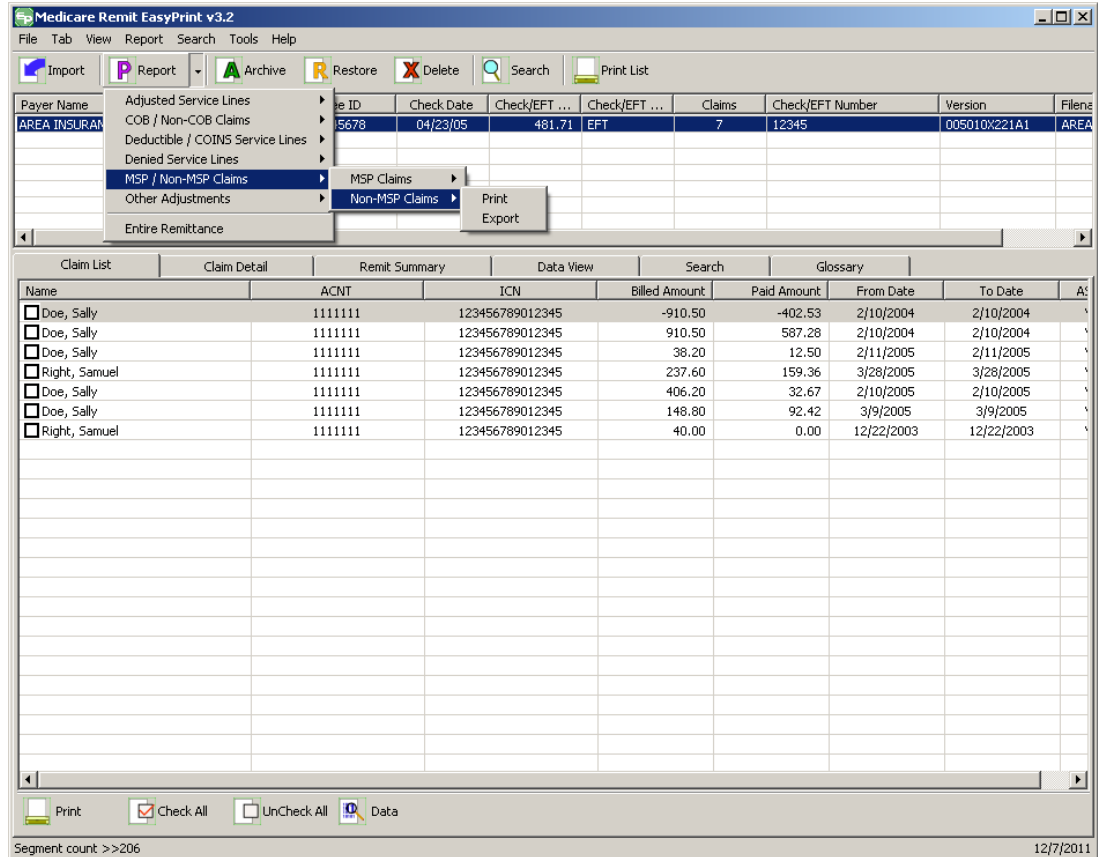 Medicare Remit EasyPrint v3.2
File Tab View Report Search Tools Help
Import Report Archive Restore Delete Search Print List
Payer Name ee ID Check Date Check/EFT ... Check/EFT ... Claims Check/EFT Number Version Filena
AREA INSURAN 5678 04/23/05 481.71 EFT 7 12345 005010X221A1 AREA
Adjusted Service Lines
COB / Non-COB Claims
Deductible / COINS Service Lines
Denied Service Lines
MSP / Non-MSP Claims
Other Adjustments
Entire Remittance
MSP Claims
Non-MSP Claims
Print
Export
Claim List Claim Detail Remit Summary Data View Search Glossary
Name ACNT ICN Billed Amount Paid Amount From Date To Date AS
Doe, Sally 1111111 123456789012345 -910.50 -402.53 2/10/2004 2/10/2004
Doe, Sally 1111111 123456789012345 910.50 587.28 2/10/2004 2/10/2004
Doe, Sally 1111111 123456789012345 38.20 12.50 2/11/2005 2/11/2005
Right, Samuel 1111111 123456789012345 237.60 159.36 3/28/2005 3/28/2005
Doe, Sally 1111111 123456789012345 406.20 32.67 2/10/2005 2/10/2005
Doe, Sally 1111111 123456789012345 148.80 92.42 3/9/2005 3/9/2005
Right, Samuel 1111111 123456789012345 40.00 0.00 12/22/2003 12/22/2003
Print Check All UnCheck All Data
Segment count >>206 12/7/2011